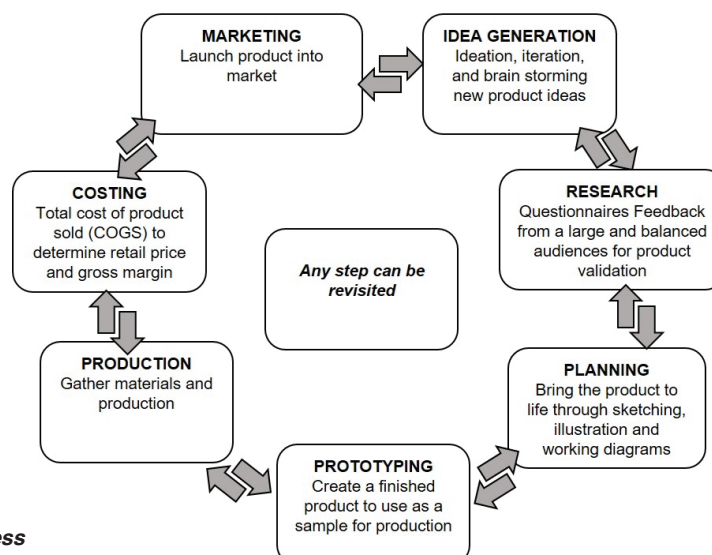 MARKETING
Launch product into
market
IDEA GENERATION
Ideation, iteration,
and brain storming
new product ideas
RESEARCH
Questionnaires Feedback
from a large and balanced
audiences for product
validation
PLANNING
Bring the product to
life through sketching,
illustration and
working diagrams
PROTOTYPING
Create a finished
product to use as a
sample for production
PRODUCTION
Gather materials and
production
COSTING
Total cost of product
sold (COGS) to
determine retail price
and gross margin
Any step can be
revisited